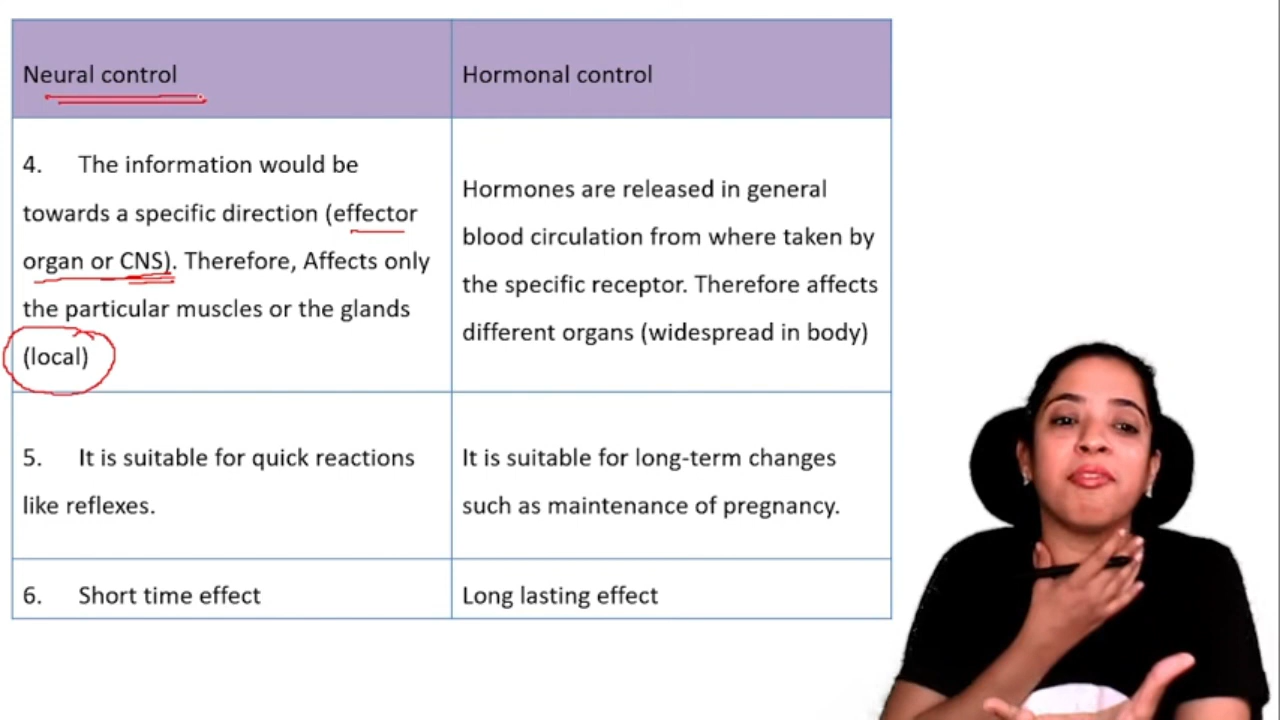 Neural control
Hormonal control
4. The information would be
towards a specific direction (effector
organ or CNS). Therefore, Affects only
the particular muscles or the glands
(local)
Hormones are released in general
blood circulation from where taken by
the specific receptor. Therefore affects
different organs (widespread in body)
5. It is suitable for quick reactions
like reflexes.
It is suitable for long-term changes
such as maintenance of pregnancy.
6. Short time effect
Long lasting effect